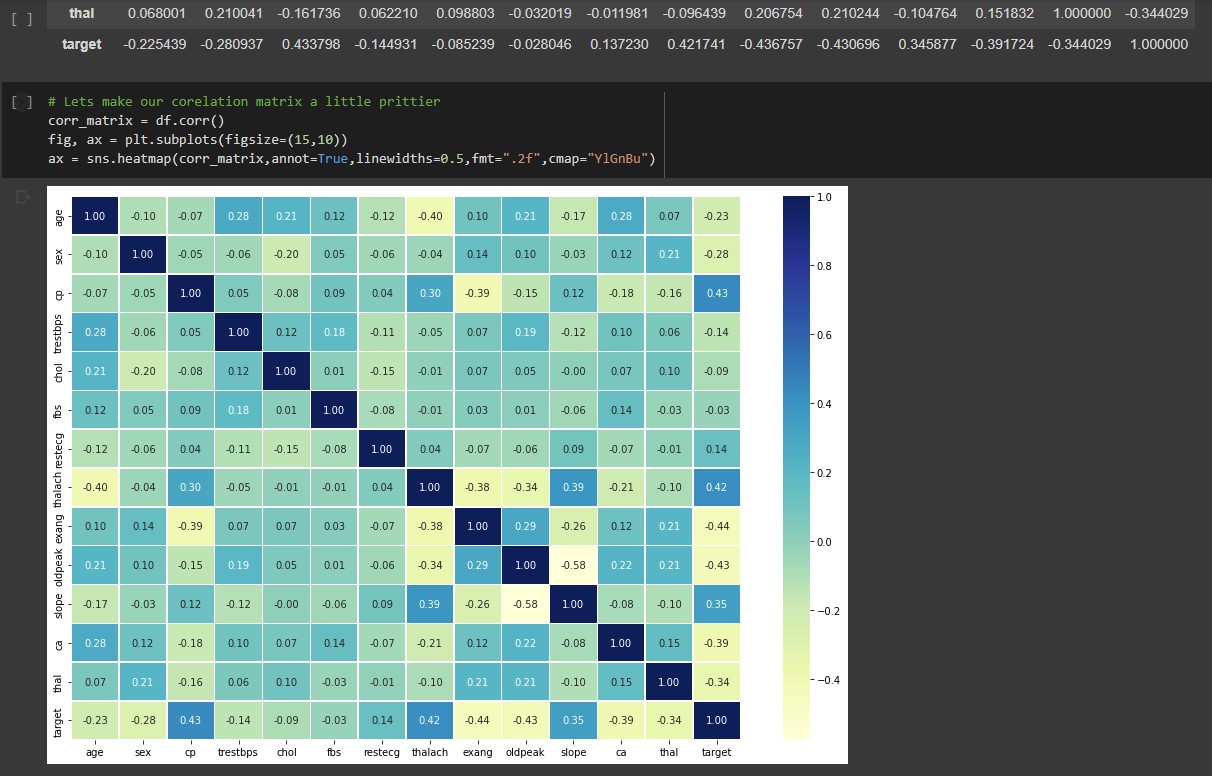 [ ] thal 0.068001 0.210041 -0.161736 0.062210 0.098803 -0.032019 -0.011981 -0.096439 0.206754 0.210244 -0.104764 0.151832 1.000000 -0.344029
target -0.225439 -0.280937 0.433798 -0.144931 -0.085239 -0.028046 0.137230 0.421741 -0.436757 -0.430696 0.345877 -0.391724 -0.344029 1.000000
[ ] # Lets make our corelation matrix a little prittier
corr_matrix = df.corr()
fig, ax = plt.subplots(figsize=(15,10))
ax = sns.heatmap(corr_matrix,annot=True,linewidths=0.5,fmt=".2f",cmap="YlGnBu")
age 1.00 -0.10 -0.07 0.28 0.21 0.12 -0.12 -0.40 0.10 0.21 -0.17 0.28 0.07 -0.23
sex -0.10 1.00 -0.05 -0.06 -0.20 0.05 -0.06 -0.04 0.14 0.10 -0.03 0.12 0.21 -0.28
cp -0.07 -0.05 1.00 0.05 -0.08 0.09 0.04 0.30 -0.39 -0.15 0.12 -0.18 -0.16 0.43
trestbps 0.28 -0.06 0.05 1.00 0.12 0.18 -0.11 -0.05 0.07 0.19 -0.12 0.10 0.06 -0.14
chol 0.21 -0.20 -0.08 0.12 1.00 0.01 -0.15 -0.01 0.07 0.05 -0.00 0.07 0.10 -0.09
fbs 0.12 0.05 0.09 0.18 0.01 1.00 -0.08 -0.01 0.03 0.01 -0.06 0.14 -0.03 -0.03
restecg -0.12 -0.06 0.04 -0.11 -0.15 -0.08 1.00 0.04 -0.07 -0.06 0.09 -0.07 -0.01 0.14
thalach -0.40 -0.04 0.30 -0.05 -0.01 -0.01 0.04 1.00 -0.38 -0.34 0.39 -0.21 -0.10 0.42
exang 0.10 0.14 -0.39 0.07 0.07 0.03 -0.07 -0.38 1.00 0.29 -0.26 0.12 0.21 -0.44
oldpeak 0.21 0.10 -0.15 0.19 0.05 0.01 -0.06 -0.34 0.29 1.00 -0.58 0.22 0.21 -0.43
slope -0.17 -0.03 0.12 -0.12 -0.00 -0.06 0.09 0.39 -0.26 -0.58 1.00 -0.08 -0.10 0.35
ca 0.28 0.12 -0.18 0.10 0.07 0.14 -0.07 -0.21 0.12 0.22 -0.08 1.00 0.15 -0.39
thal 0.07 0.21 -0.16 0.06 0.10 -0.03 -0.01 -0.10 0.21 0.21 -0.10 0.15 1.00 -0.34
target -0.23 -0.28 0.43 -0.14 -0.09 -0.03 0.14 0.42 -0.44 -0.43 0.35 -0.39 -0.34 1.00
age sex cp trestbps chol fbs restecg thalach exang oldpeak slope ca thal target
1.0
0.8
0.6
0.4
0.2
0.0
−0.2
−0.4